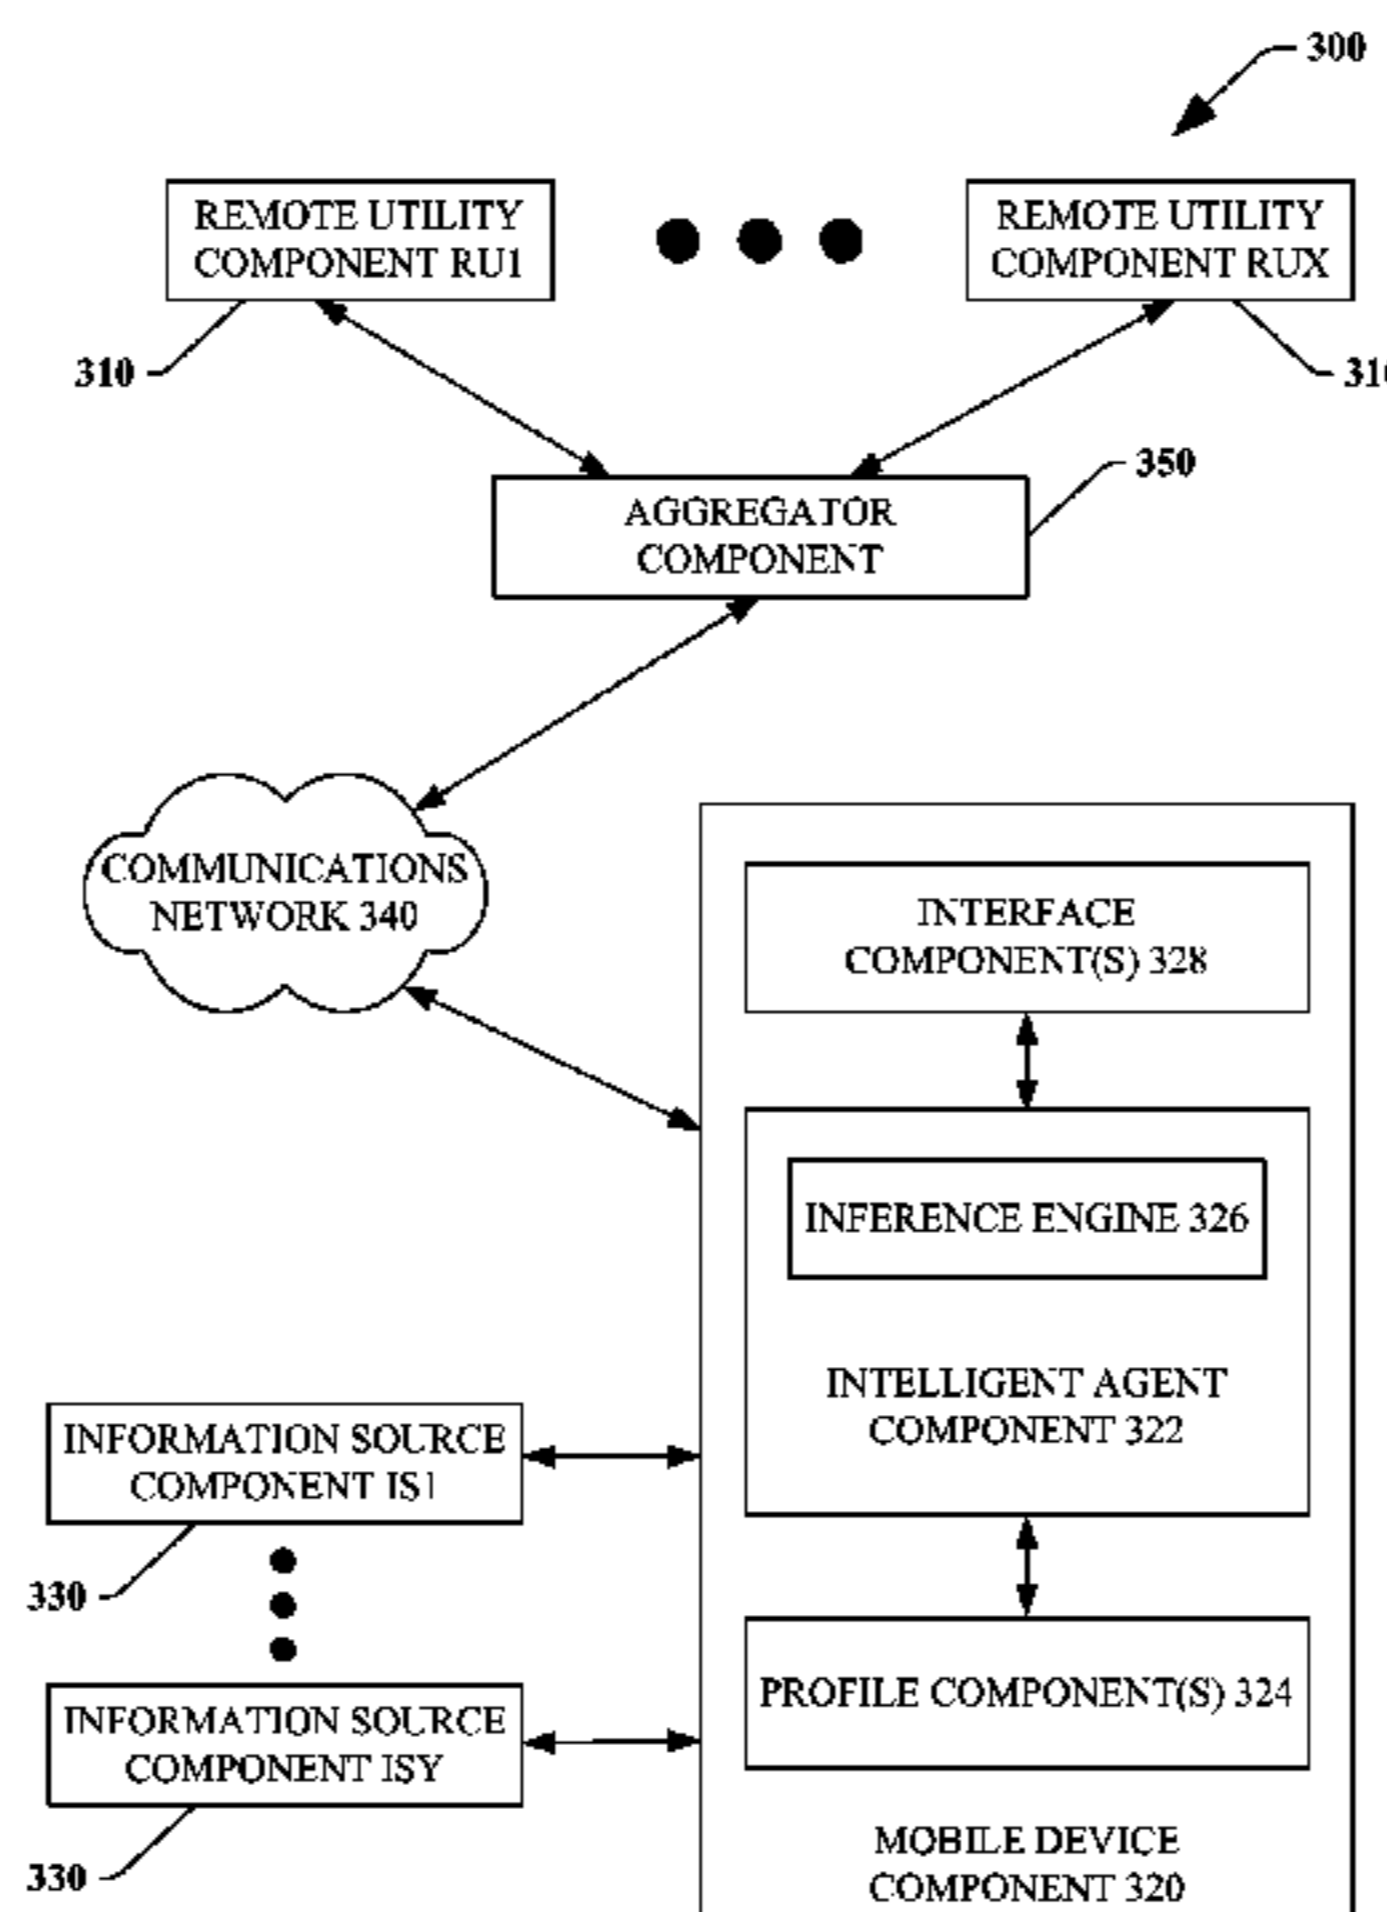 300
REMOTE UTILITY
COMPONENT RU1
REMOTE UTILITY
COMPONENT RUX
310
310
350
AGGREGATOR
COMPONENT
COMMUNICATIONS
NETWORK 340
INTERFACE
COMPONENT(S) 328
INFERENCE ENGINE 326
INTELLIGENT AGENT
COMPONENT 322
INFORMATION SOURCE
COMPONENT IS1
330
PROFILE COMPONENT(S) 324
INFORMATION SOURCE
COMPONENT ISY
330
MOBILE DEVICE
COMPONENT 320